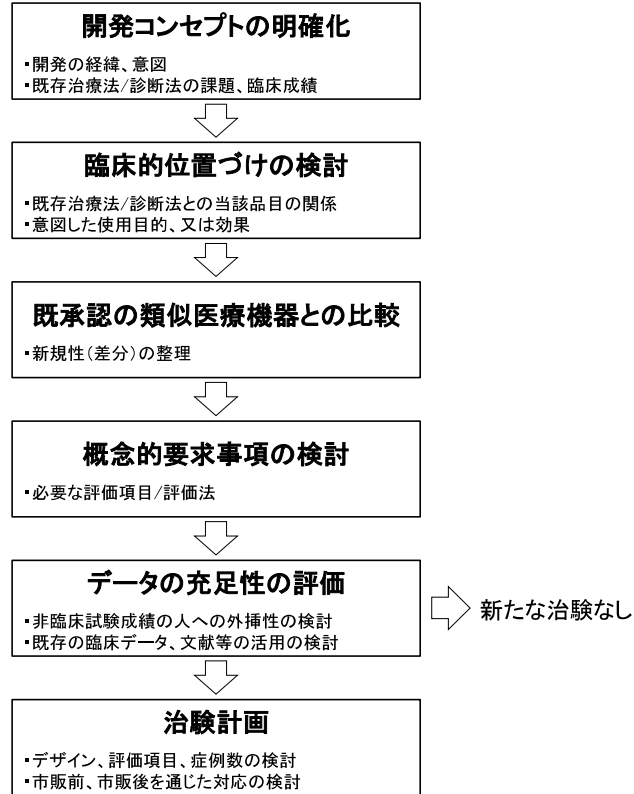 開発コンセプトの明確化
▪開発の経緯、意図
▪既存治療法/診断法の課題、臨床成績
臨床的位置づけの検討
▪既存治療法/診断法との当該品目の関係
▪意図した使用目的、又は効果
既承認の類似医療機器との比較
▪新規性(差分)の整理
概念的要求事項の検討
▪必要な評価項目/評価法
データの充足性の評価
▪非臨床試験成績の人への外挿性の検討
▪既存の臨床データ、文献等の活用の検討
新たな治験なし
治験計画
▪デザイン、評価項目、症例数の検討
▪市販前、市販後を通じた対応の検討